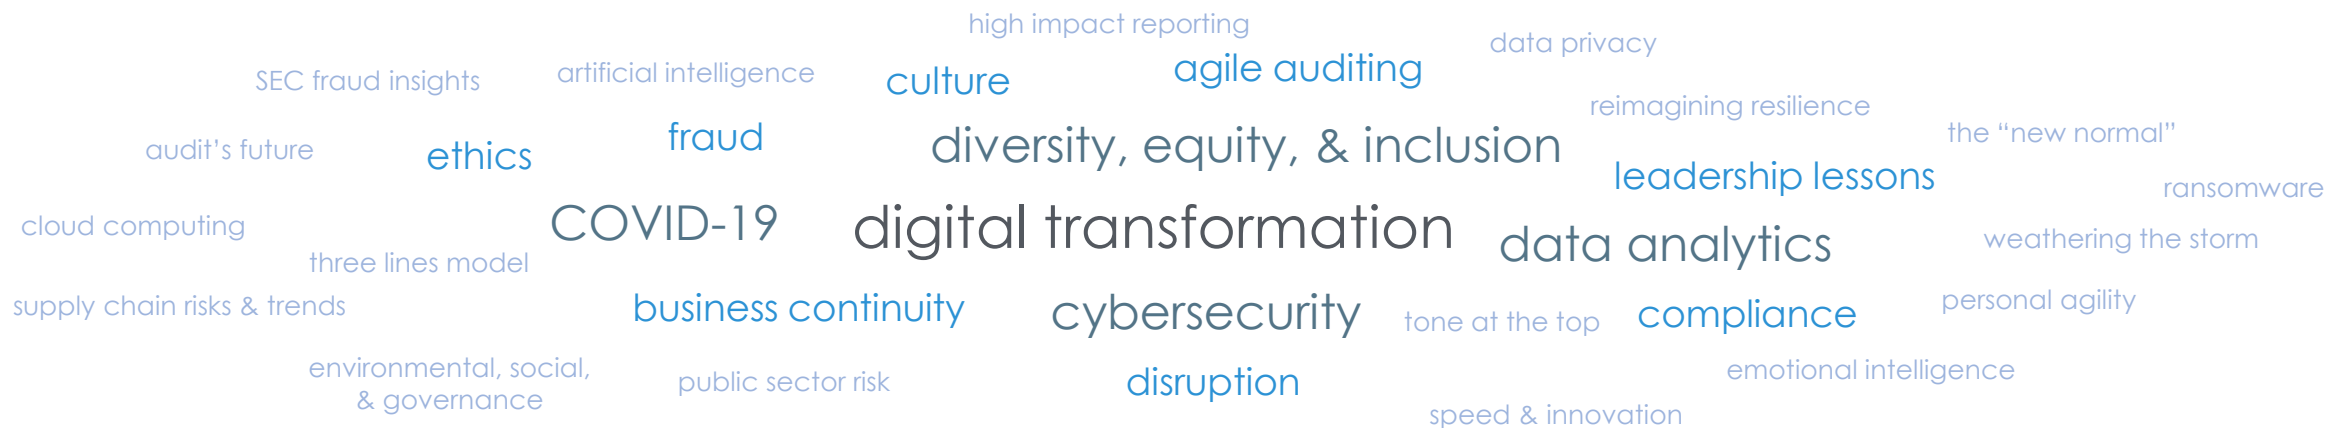 high impact reporting
data privacy
SEC fraud insights
artificial intelligence
culture
agile auditing
reimagining resilience
audit's future
ethics
fraud
diversity, equity, & inclusion
the “new normal”
leadership lessons
ransomware
cloud computing
COVID-19
digital transformation
data analytics
weathering the storm
three lines model
supply chain risks & trends
business continuity
cybersecurity
tone at the top
compliance
personal agility
environmental, social,
& governance
public sector risk
disruption
emotional intelligence
speed & innovation